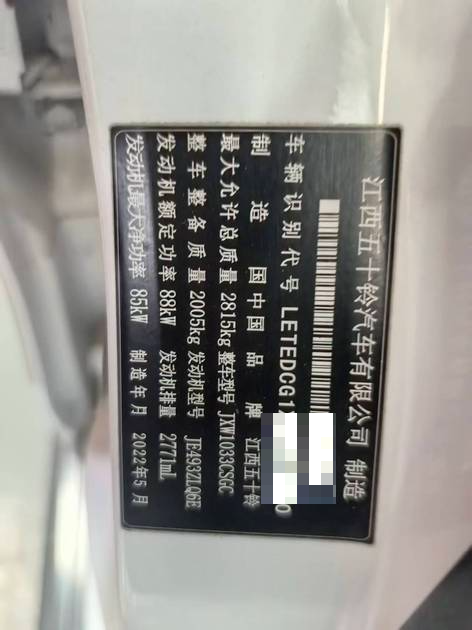 江西五十铃汽车有限公司 制造
车辆识别代号 LETEDCG1
制造国 中国 品牌 江西五十铃
最大允许总质量 2815kg 整车型号 JXW1033CSGC
整车整备质量 2005kg 发动机型号 JE493ZLQ6E
发动机额定功率 88kW 发动机排量 2771mL
发动机最大净功率 85kW 制造年月 2022年5月